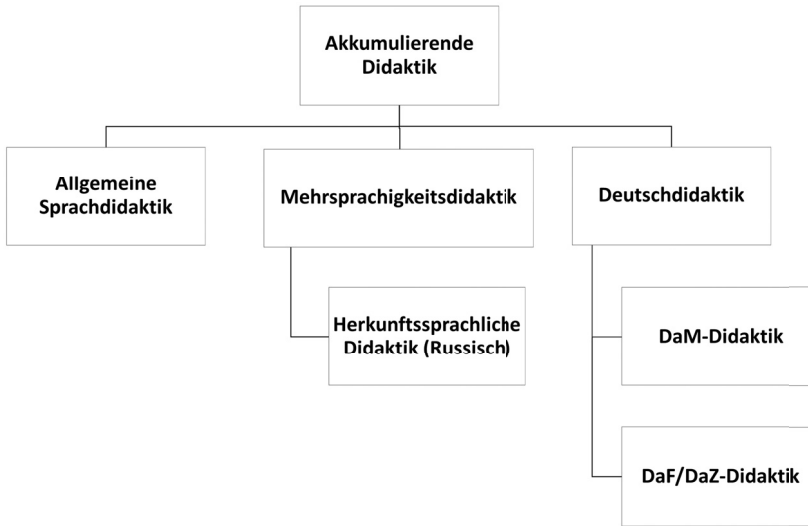 Akkumulierende
Didaktik
Allgemeine
Sprachdidaktik
Mehrsprachigkeitsdidaktik
Deutschdidaktik
Herkunftssprachliche
Didaktik (Russisch)
DaM-Didaktik
DaF/DaZ-Didaktik